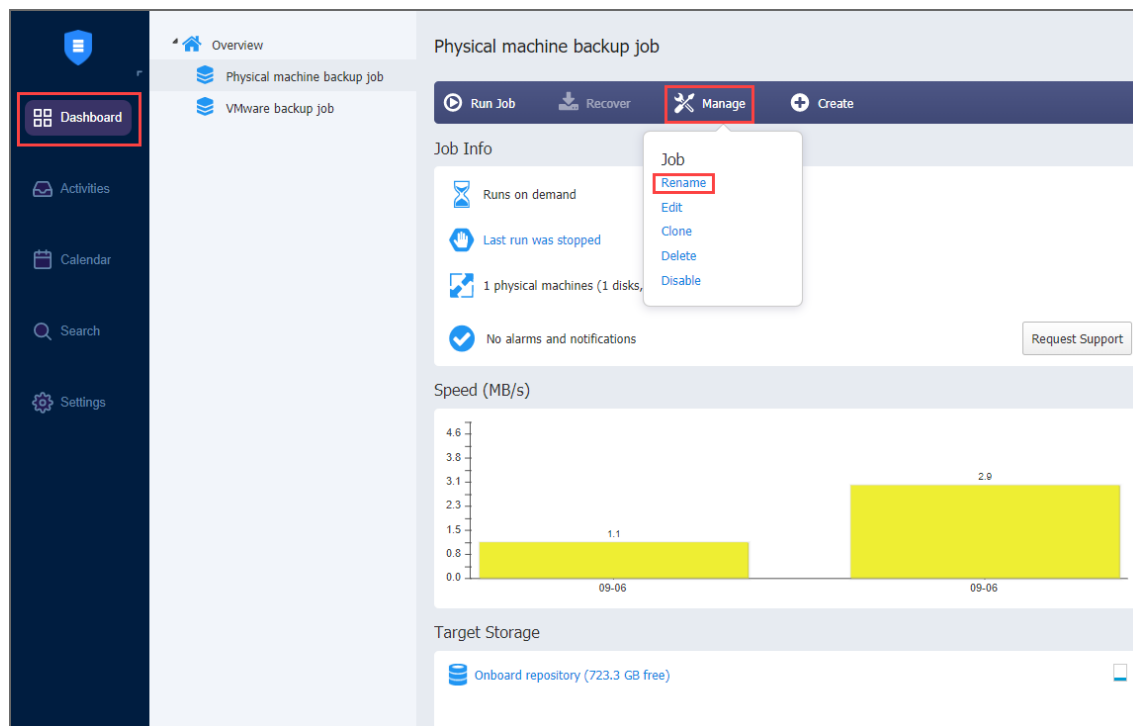 Dashboard
Activities
Calendar
Search
Settings
Overview
Physical machine backup job
VMware backup job
Physical machine backup job
Run Job Recover Manage Create
Job Info
Runs on demand
Last run was stopped
1 physical machines (1 disks,
No alarms and notifications
Request Support
Job
Rename
Edit
Clone
Delete
Disable
Speed (MB/s)
4.6
3.8
3.1
2.3
1.5
0.8
0.0
1.1
2.9
09-06 09-06
Target Storage
Onboard repository (723.3 GB free)